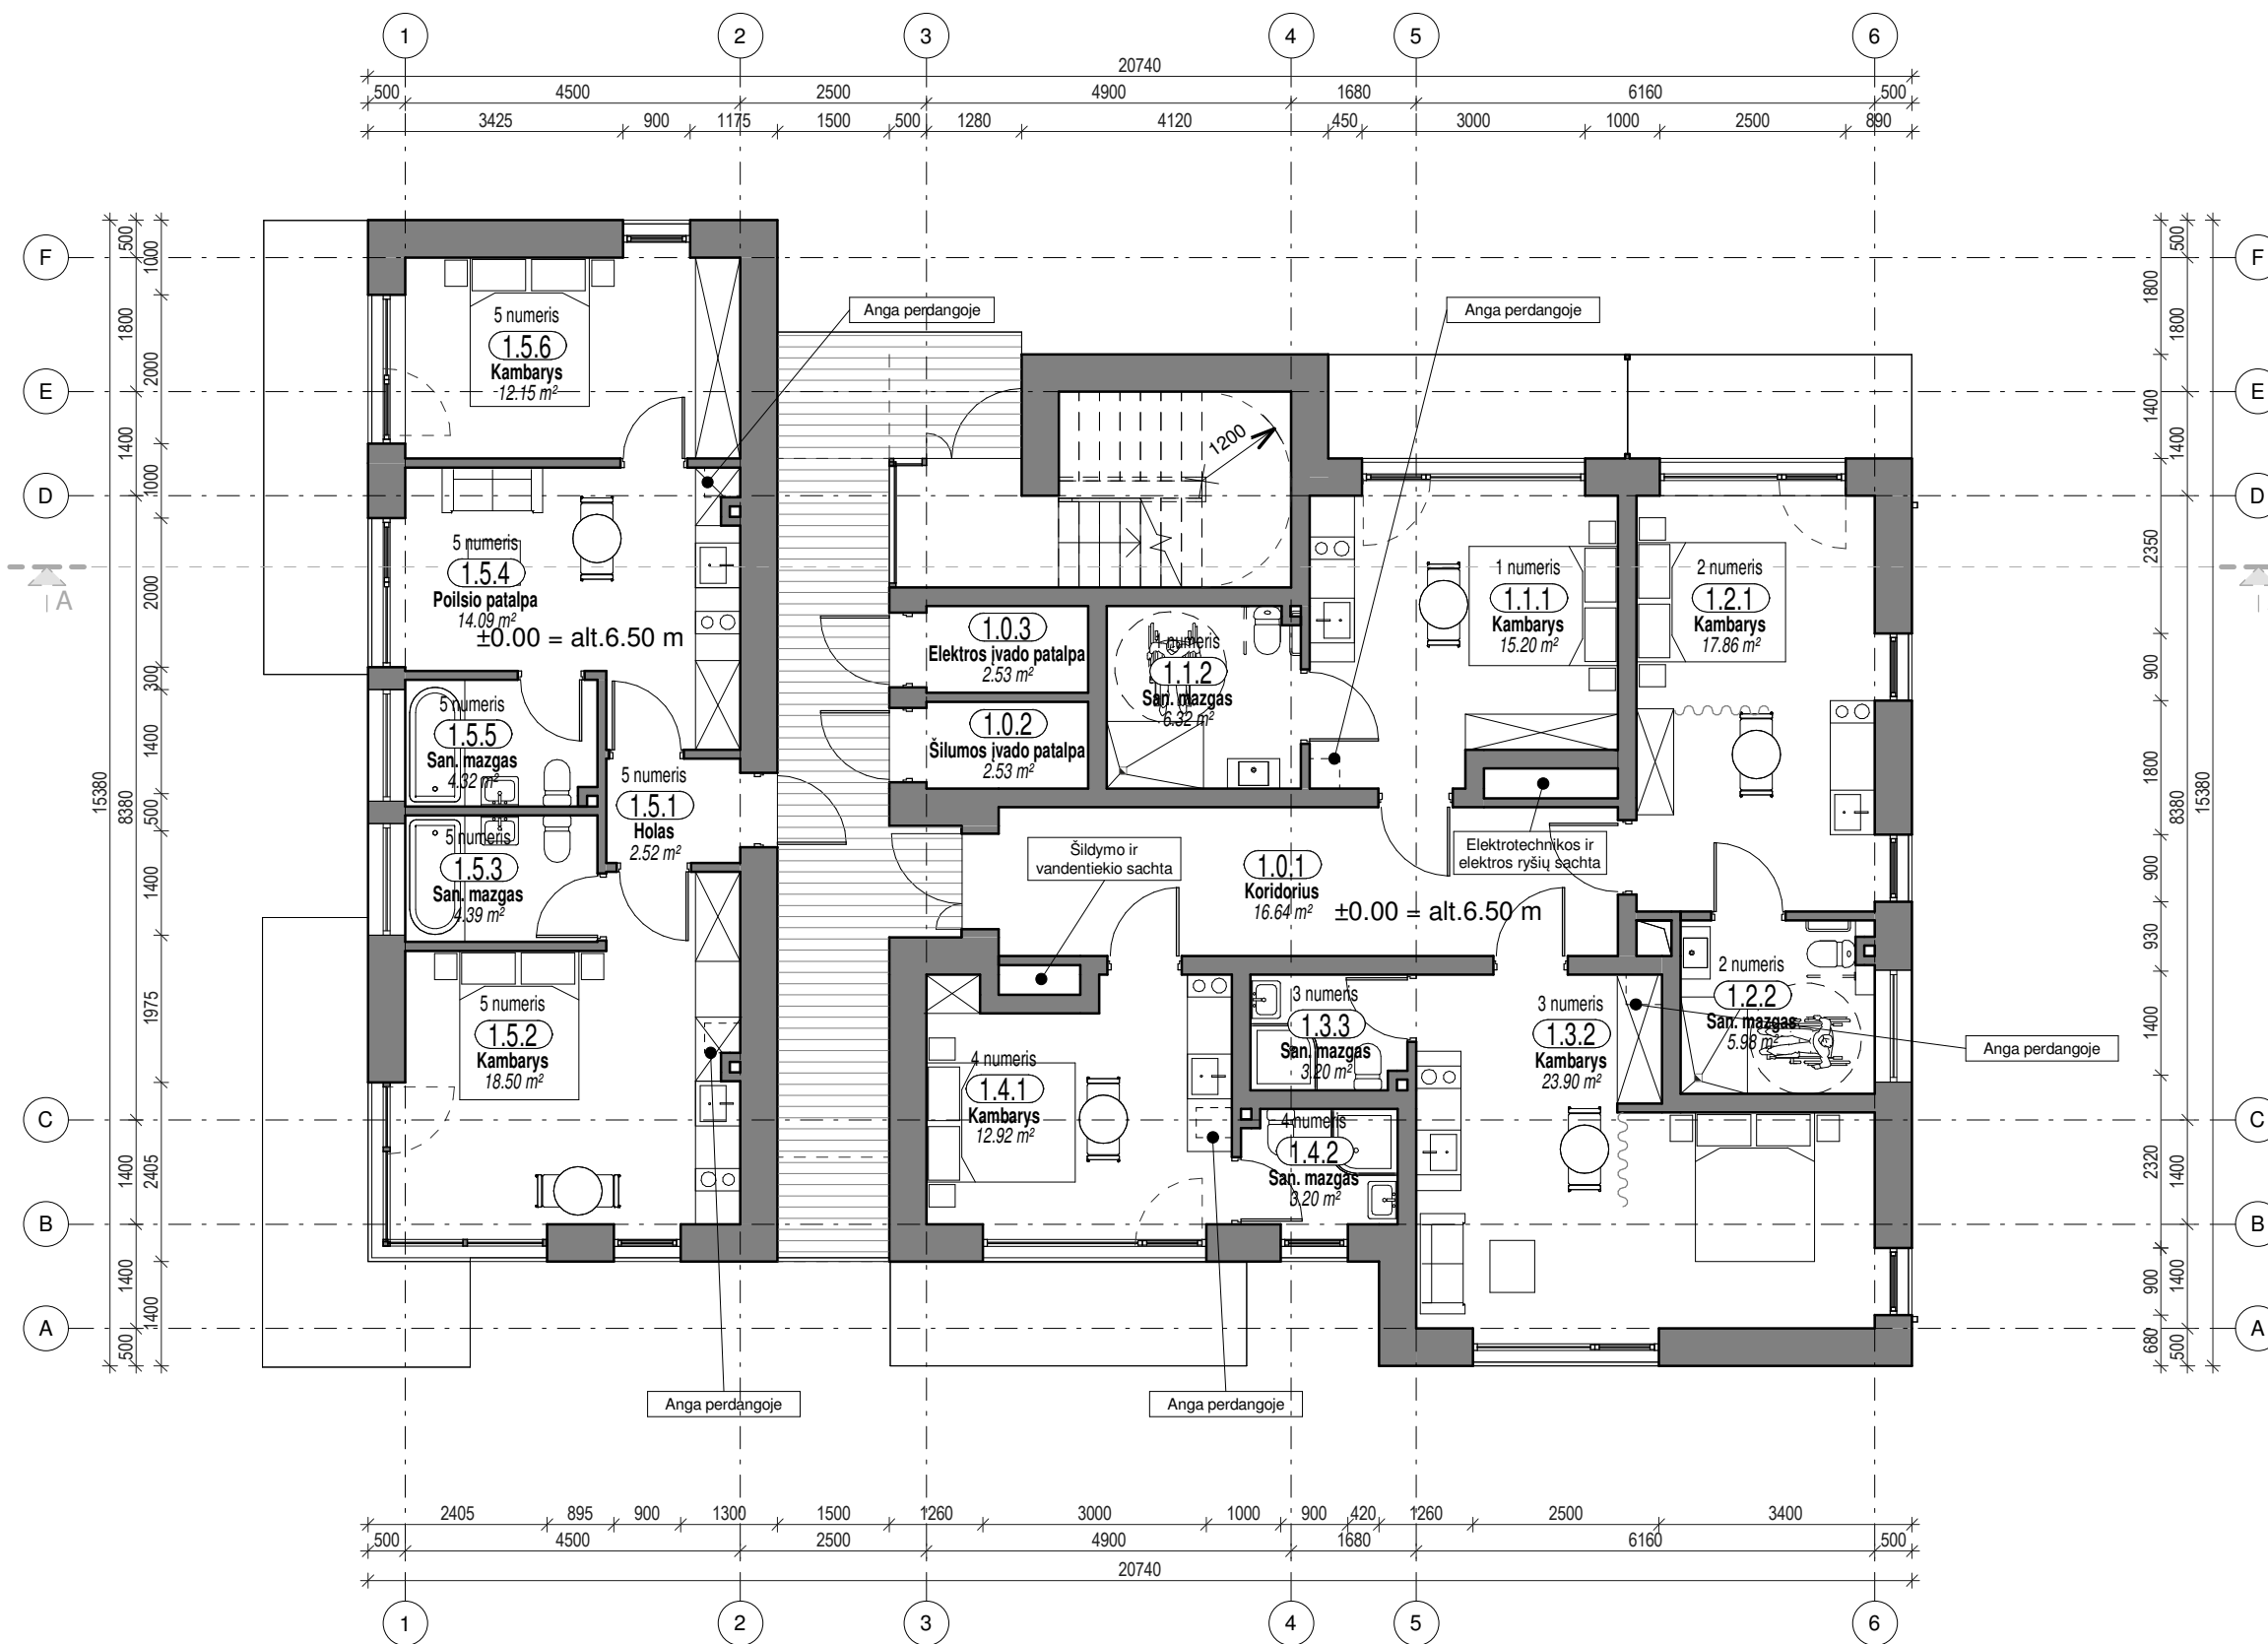 1 2 3 4 5 6
20740
500 4500 2500 4900 1680 6160 500
3425 900 1175 1500 500 1280 4120 450 3000 1000 2500 890
F
E
D
C
B
A
15380
500
8380
1400
1400
500
1000
1800
2000
1400
1000
2000
300
1400
500
1400
1975
2405
1400
Anga perdangoje
Anga perdangoje
5 numeris
1.5.6
Kambarys
12.15 m²
1200
5 numeris
1.5.4
Poilsio patalpa
14.09 m²
±0.00 = alt.6.50 m
A
1.0.3
Elektros įvado patalpa
2.53 m²
1 numeris
1.1.2
San. mazgas
6.32 m²
1 numeris
1.1.1
Kambarys
15.20 m²
2 numeris
1.2.1
Kambarys
17.86 m²
5 numeris
1.5.5
San. mazgas
4.32 m²
1.0.2
Šilumos įvado patalpa
2.53 m²
5 numeris
1.5.1
Holas
2.52 m²
5 numeris
1.5.3
San. mazgas
4.39 m²
Šildymo ir
vandentiekio sachta
1.0.1
Koridorius
16.64 m²
±0.00 = alt.6.50 m
Elektrotechnikos ir
elektros ryšių sachta
5 numeris
1.5.2
Kambarys
18.50 m²
4 numeris
1.4.1
Kambarys
12.92 m²
3 numeris
1.3.3
San. mazgas
3.20 m²
3 numeris
1.3.2
Kambarys
23.90 m²
2 numeris
1.2.2
San. mazgas
5.98 m²
4 numeris
1.4.2
San. mazgas
3.20 m²
Anga perdangoje
Anga perdangoje
Anga perdangoje
F
E
D
A
C
B
A
1800
1400
2350
900
1800
900
930
1400
2320
900
680
500
1800
1400
8380
1400
1400
500
15380
2405 895 900 1300 1500 1260 3000 1000 900 420 1260 2500 3400
500 4500 2500 4900 1680 6160 500
20740
1 2 3 4 5 6